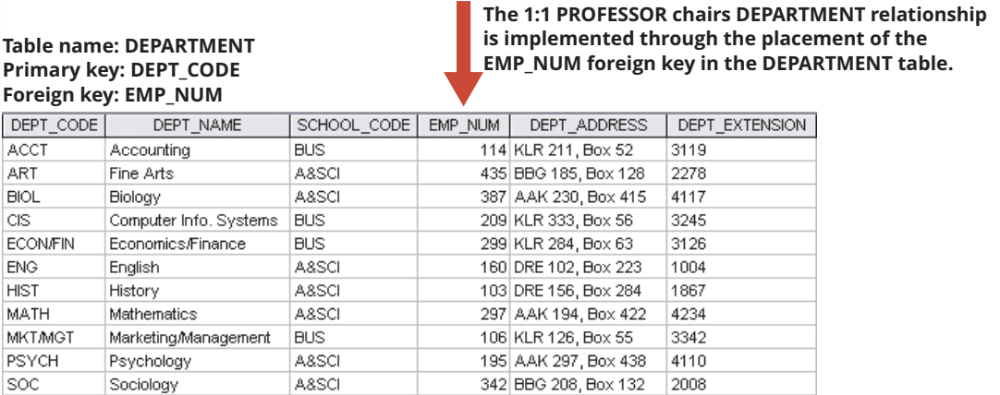 The 1:1 PROFESSOR chairs DEPARTMENT relationship
is implemented through the placement of the
EMP_NUM foreign key in the DEPARTMENT table.
Table name: DEPARTMENT
Primary key: DEPT_CODE
Foreign key: EMP_NUM
DEPT_CODE DEPT_NAME SCHOOL_CODE EMP_NUM DEPT_ADDRESS DEPT_EXTENSION
ACCT Accounting BUS 114 KLR 211, Box 52 3119
ART Fine Arts A&SCI 435 BBG 185, Box 128 2278
BIOL Biology A&SCI 387 AAK 230, Box 415 4117
CIS Computer Info. Systems BUS 209 KLR 333, Box 56 3245
ECON/FIN Economics/Finance BUS 299 KLR 284, Box 63 3126
ENG English A&SCI 160 DRE 102, Box 223 1004
HIST History A&SCI 103 DRE 156, Box 284 1867
MATH Mathematics A&SCI 297 AAK 194, Box 422 4234
MKT/MGT Marketing/Management BUS 106 KLR 126, Box 55 3342
PSYCH Psychology A&SCI 195 AAK 297, Box 438 4110
SOC Sociology A&SCI 342 BBG 208, Box 132 2008